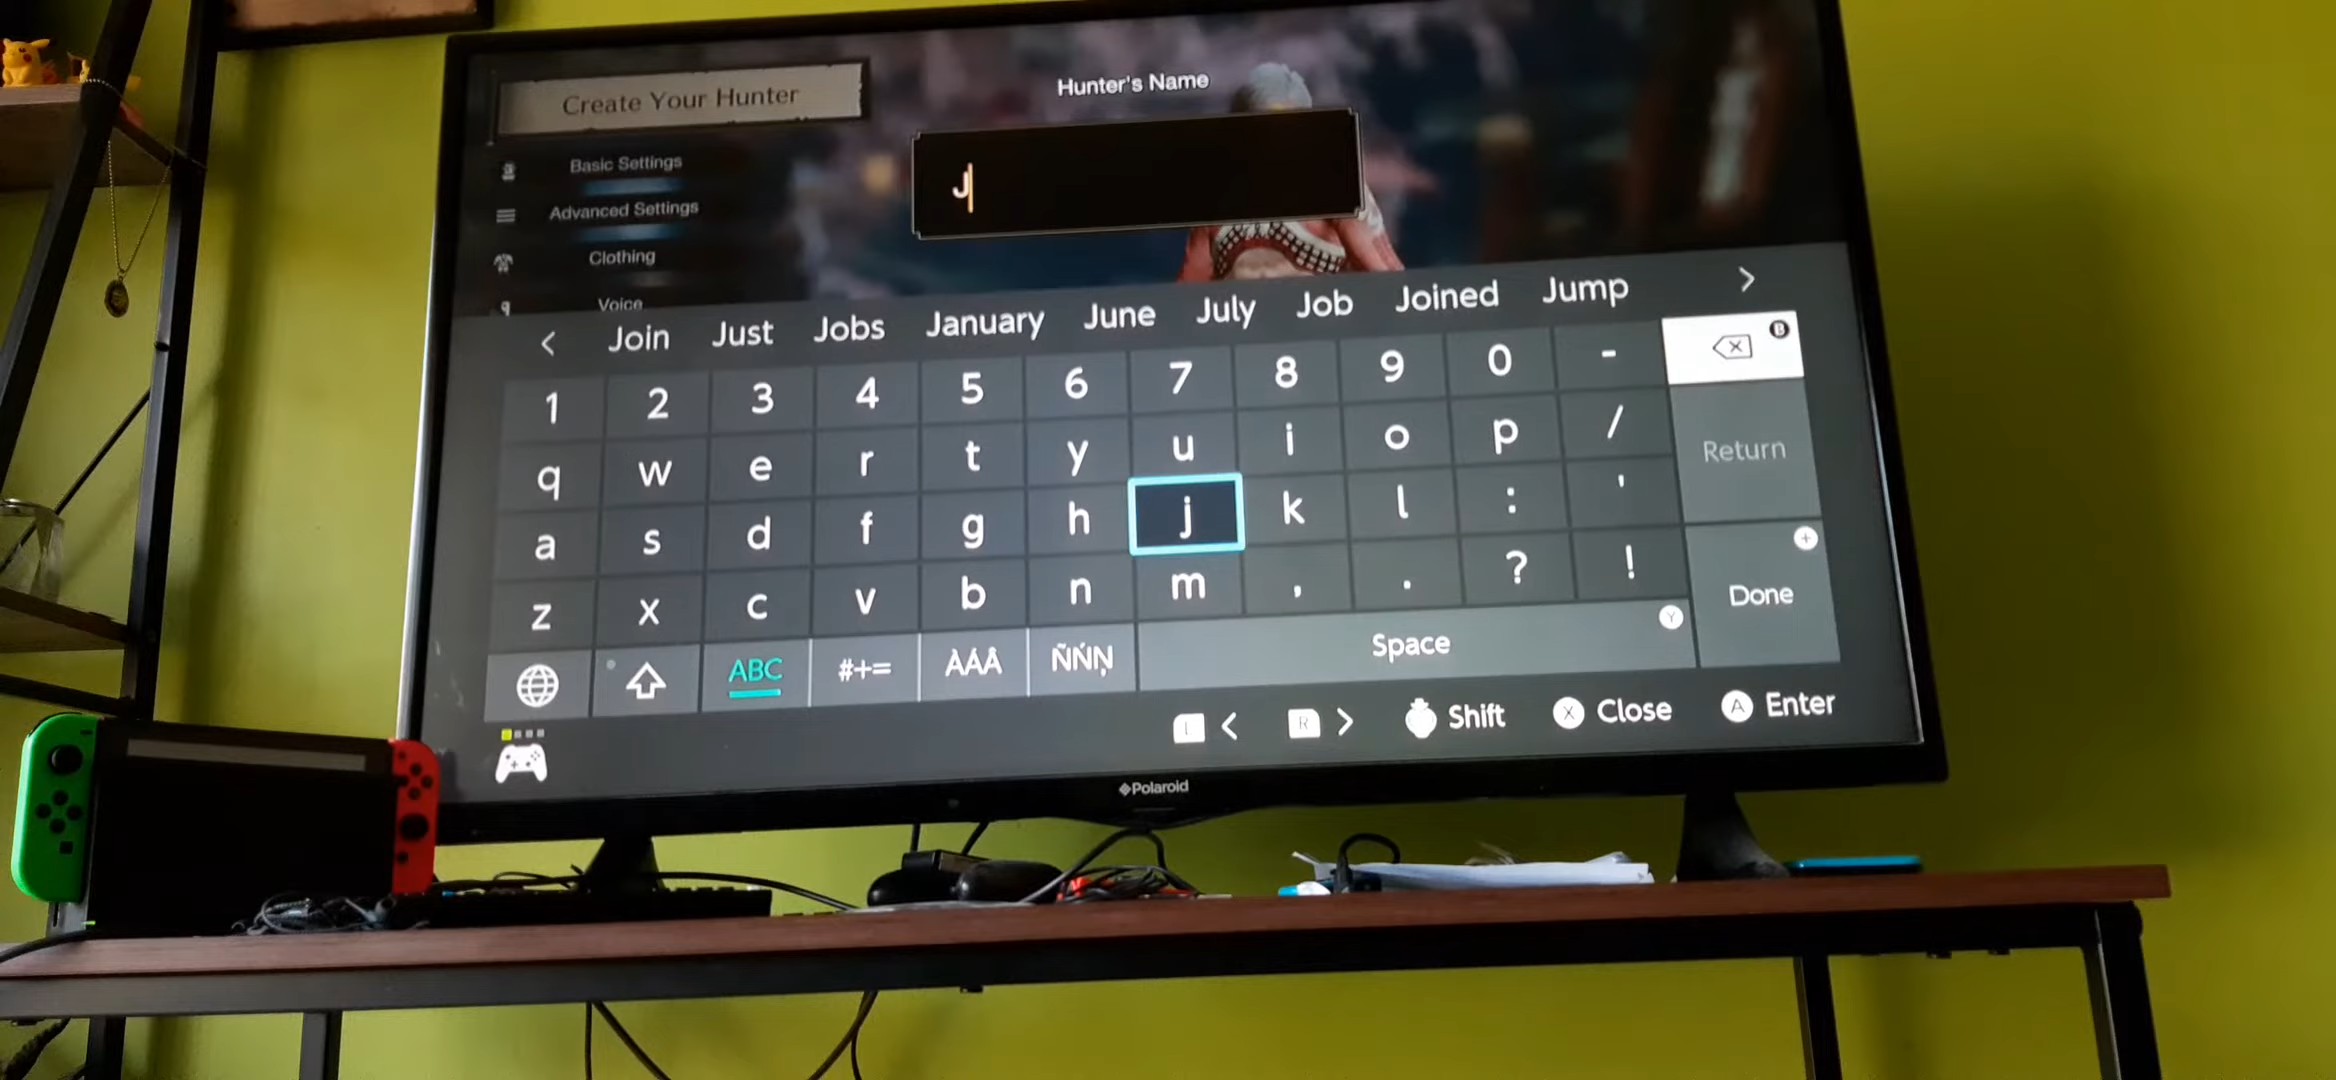 Create Your Hunter
Hunter's Name
Basic Settings
J
Advanced Settings
Clothing
Voice
< Join Just Jobs January June July Job Joined Jump >
1 2 3 4 5 6 7 8 9 0 - B
q w e r t y u i o p / Return
a s d f g h j k l : '
z x c v b n m , . ? ! + Done
ABC #+= ÀÁÂ ÑŃŅ Space Y
L < R > Shift X Close A Enter
Polaroid